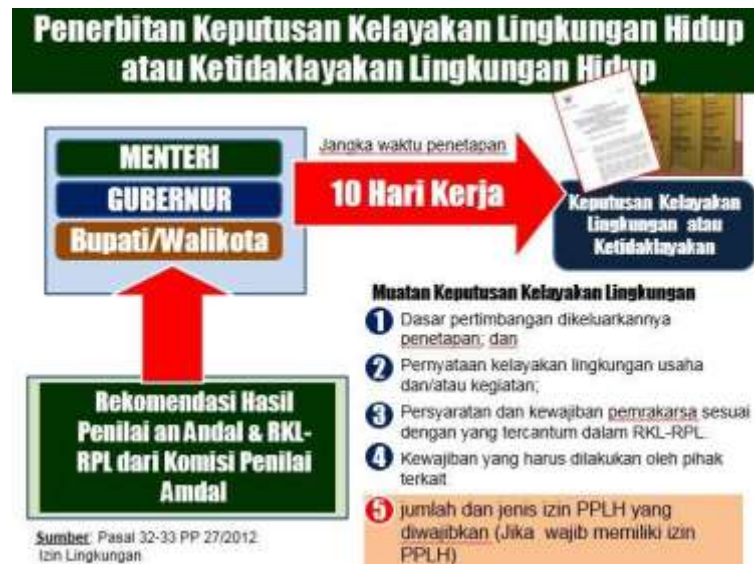 Penerbitan Keputusan Kelayakan Lingkungan Hidup
atau Ketidaklayakan Lingkungan Hidup
MENTERI
GUBERNUR
Bupati/Walikota
Jangka waktu penetapan
10 Hari Kerja
Keputusan Kelayakan
Lingkungan atau
Ketidaklayakan
Rekomendasi Hasil
Penilai an Andal & RKL-
RPL dari Komisi Penilai
Amdal
Sumber: Pasal 32-33 PP 27/2012
Izin Lingkungan
Muatan Keputusan Kelayakan Lingkungan
1 Dasar pertimbangan dikeluarkannya
penetapan; dan
2 Pernyataan kelayakan lingkungan usaha
dan/atau kegiatan;
3 Persyaratan dan kewajiban pemrakarsa sesuai
dengan yang tercantum dalam RKL-RPL.
4 Kewajiban yang harus dilakukan oleh pihak
terkait
5 jumlah dan jenis izin PPLH yang
diwajibkan (Jika wajib memiliki izin
PPLH)